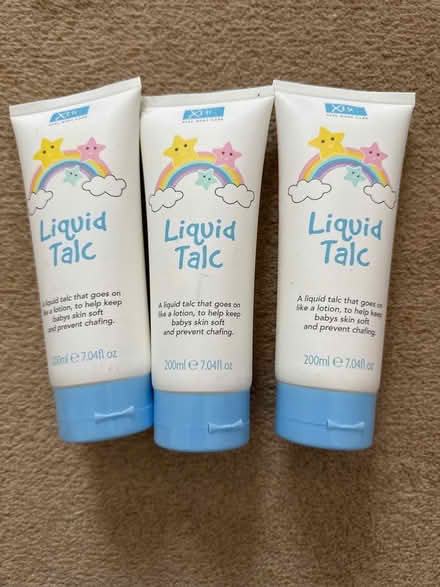 Liquid
Talc
A liquid talc that goes on
like a lotion, to help keep
babys skin soft
and prevent chafing.
200ml ℮ 7.04fl oz
Liquid
Talc
A liquid talc that goes on
like a lotion, to help keep
babys skin soft
and prevent chafing.
200ml ℮ 7.04fl oz
Liquid
Talc
A liquid talc that goes on
like a lotion, to help keep
babys skin soft
and prevent chafing.
200ml ℮ 7.04fl oz